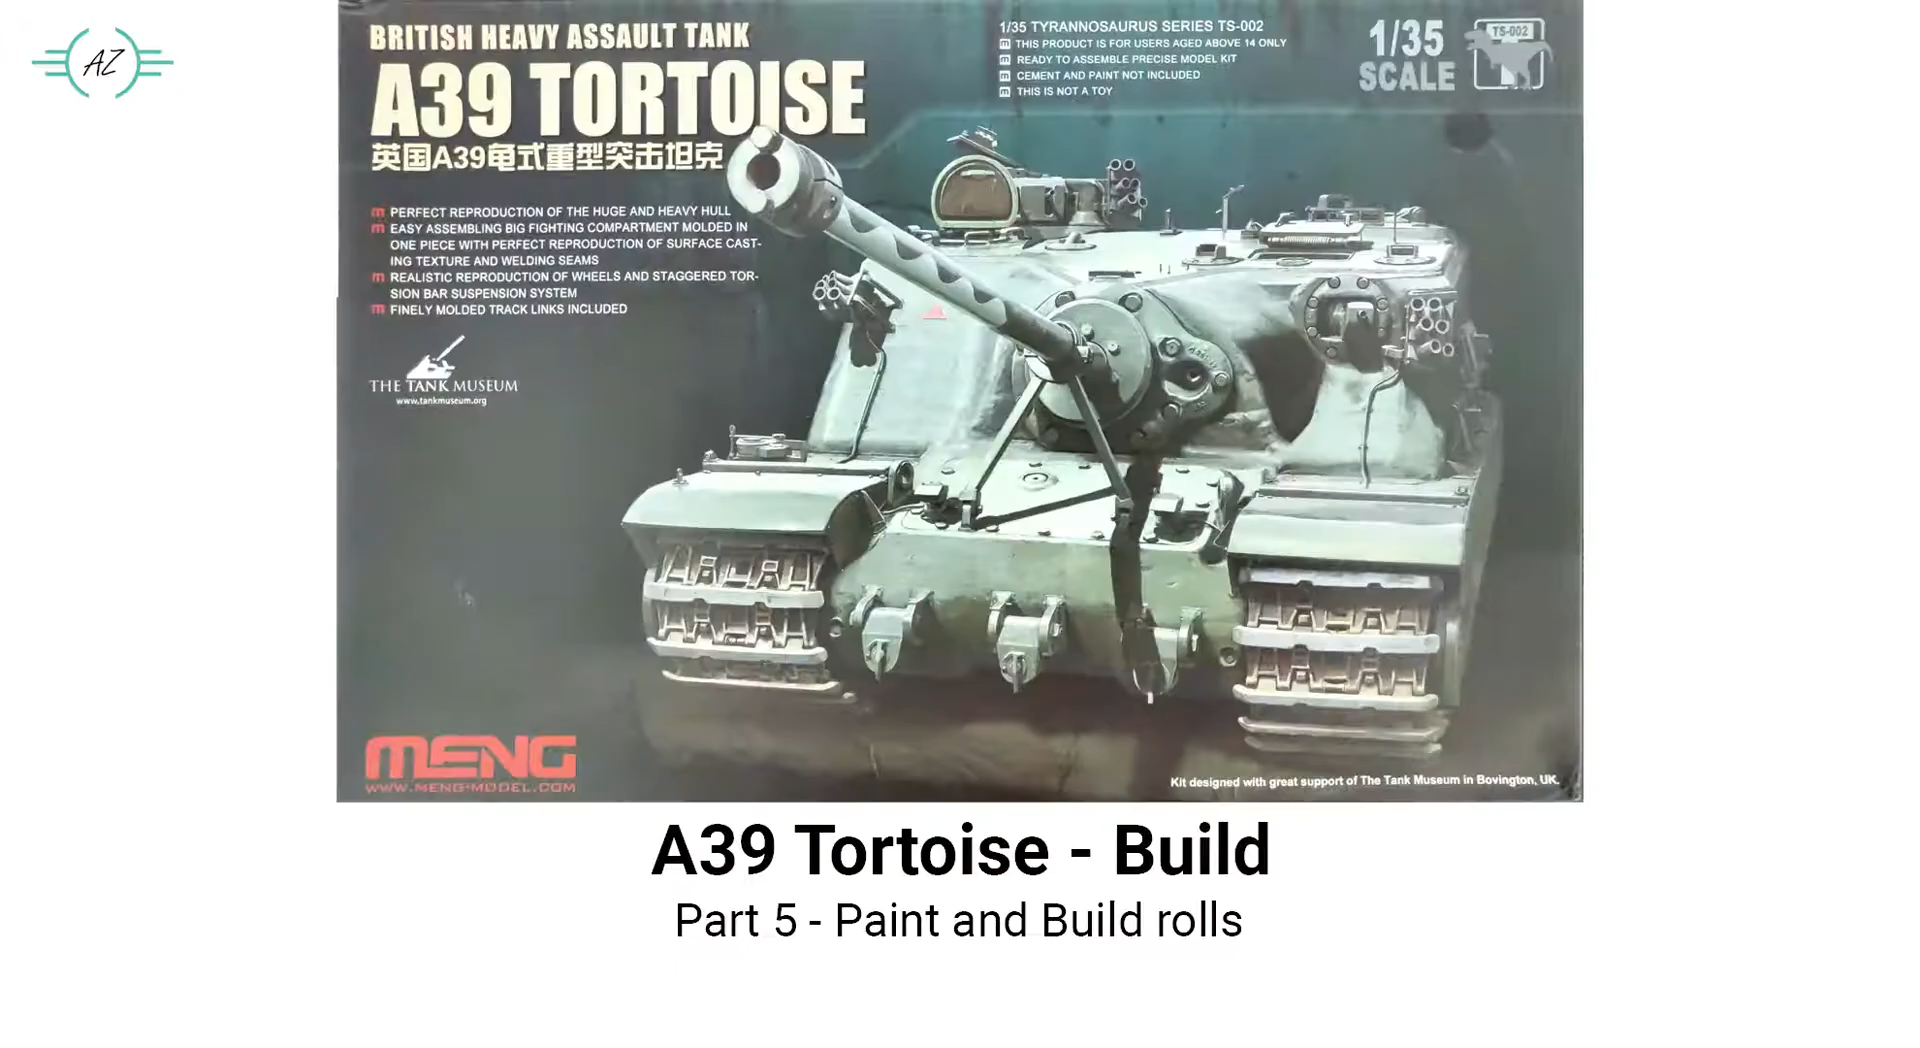 AZ
BRITISH HEAVY ASSAULT TANK
A39 TORTOISE
英国A39龟式重型突击坦克
PERFECT REPRODUCTION OF THE HUGE AND HEAVY HULL
EASY ASSEMBLING BIG FIGHTING COMPARTMENT MOLDED IN
ONE PIECE WITH PERFECT REPRODUCTION OF SURFACE CAST-
ING TEXTURE AND WELDING SEAMS
REALISTIC REPRODUCTION OF WHEELS AND STAGGERED TOR-
SION BAR SUSPENSION SYSTEM
FINELY MOLDED TRACK LINKS INCLUDED
THE TANK MUSEUM
www.tankmuseum.org
1/35 TYRANNOSAURUS SERIES TS-002
THIS PRODUCT IS FOR USERS AGED ABOVE 14 ONLY
READY TO ASSEMBLE PRECISE MODEL KIT
CEMENT AND PAINT NOT INCLUDED
THIS IS NOT A TOY
1/35
SCALE
TS-002
MENG
WWW.MENG-MODEL.COM
Kit designed with great support of The Tank Museum in Bovington, UK.
A39 Tortoise - Build
Part 5 - Paint and Build rolls